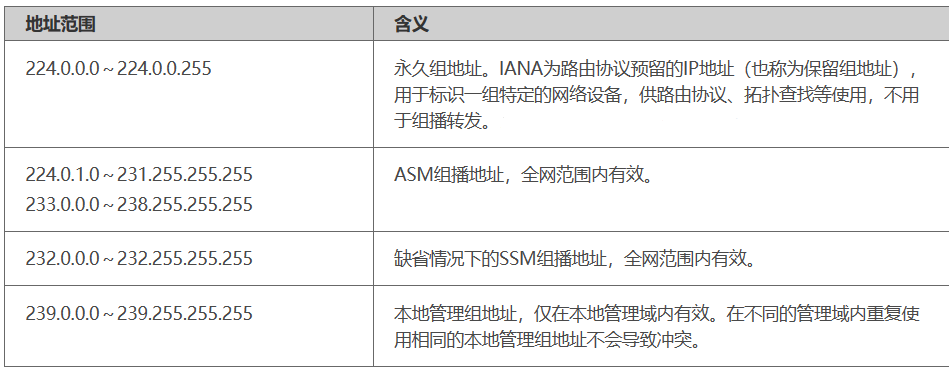 地址范围 含义
224.0.0.0～224.0.0.255 永久组地址。IANA为路由协议预留的IP地址（也称为保留组地址），
用于标识一组特定的网络设备，供路由协议、拓扑查找等使用，不用
于组播转发。
224.0.1.0～231.255.255.255 ASM组播地址，全网范围内有效。
233.0.0.0～238.255.255.255
232.0.0.0～232.255.255.255 缺省情况下的SSM组播地址，全网范围内有效。
239.0.0.0～239.255.255.255 本地管理组地址，仅在本地管理域内有效。在不同的管理域内重复使
用相同的本地管理组地址不会导致冲突。